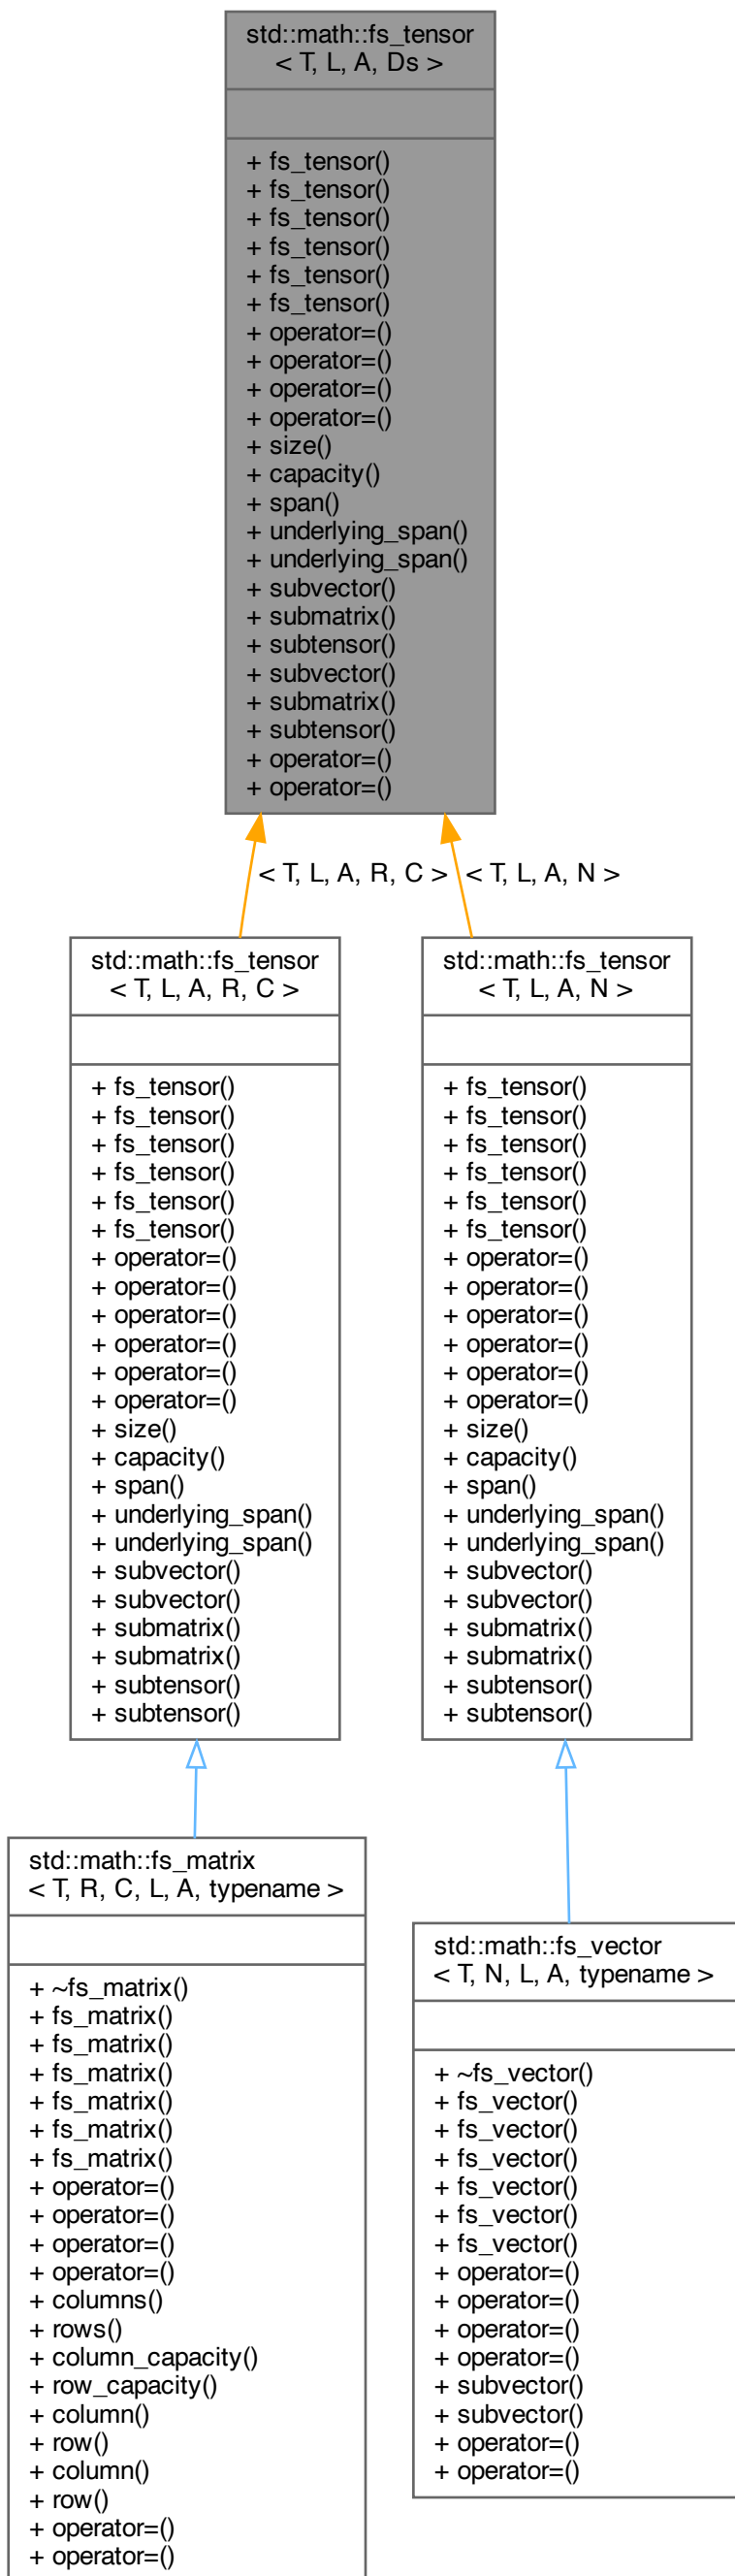 std::math::fs_tensor
< T, L, A, Ds >
+ fs_tensor()
+ fs_tensor()
+ fs_tensor()
+ fs_tensor()
+ fs_tensor()
+ fs_tensor()
+ operator=()
+ operator=()
+ operator=()
+ operator=()
+ size()
+ capacity()
+ span()
+ underlying_span()
+ underlying_span()
+ subvector()
+ submatrix()
+ subtensor()
+ subvector()
+ submatrix()
+ subtensor()
+ operator=()
+ operator=()
< T, L, A, R, C >
< T, L, A, N >
std::math::fs_tensor
< T, L, A, R, C >
+ fs_tensor()
+ fs_tensor()
+ fs_tensor()
+ fs_tensor()
+ fs_tensor()
+ fs_tensor()
+ operator=()
+ operator=()
+ operator=()
+ operator=()
+ operator=()
+ operator=()
+ size()
+ capacity()
+ span()
+ underlying_span()
+ underlying_span()
+ subvector()
+ subvector()
+ submatrix()
+ submatrix()
+ subtensor()
+ subtensor()
std::math::fs_tensor
< T, L, A, N >
+ fs_tensor()
+ fs_tensor()
+ fs_tensor()
+ fs_tensor()
+ fs_tensor()
+ fs_tensor()
+ operator=()
+ operator=()
+ operator=()
+ operator=()
+ operator=()
+ operator=()
+ size()
+ capacity()
+ span()
+ underlying_span()
+ underlying_span()
+ subvector()
+ subvector()
+ submatrix()
+ submatrix()
+ subtensor()
+ subtensor()
std::math::fs_matrix
< T, R, C, L, A, typename >
+ ~fs_matrix()
+ fs_matrix()
+ fs_matrix()
+ fs_matrix()
+ fs_matrix()
+ fs_matrix()
+ fs_matrix()
+ operator=()
+ operator=()
+ operator=()
+ operator=()
+ columns()
+ rows()
+ column_capacity()
+ row_capacity()
+ column()
+ row()
+ column()
+ row()
+ operator=()
+ operator=()
std::math::fs_vector
< T, N, L, A, typename >
+ ~fs_vector()
+ fs_vector()
+ fs_vector()
+ fs_vector()
+ fs_vector()
+ fs_vector()
+ fs_vector()
+ operator=()
+ operator=()
+ operator=()
+ operator=()
+ subvector()
+ subvector()
+ operator=()
+ operator=()